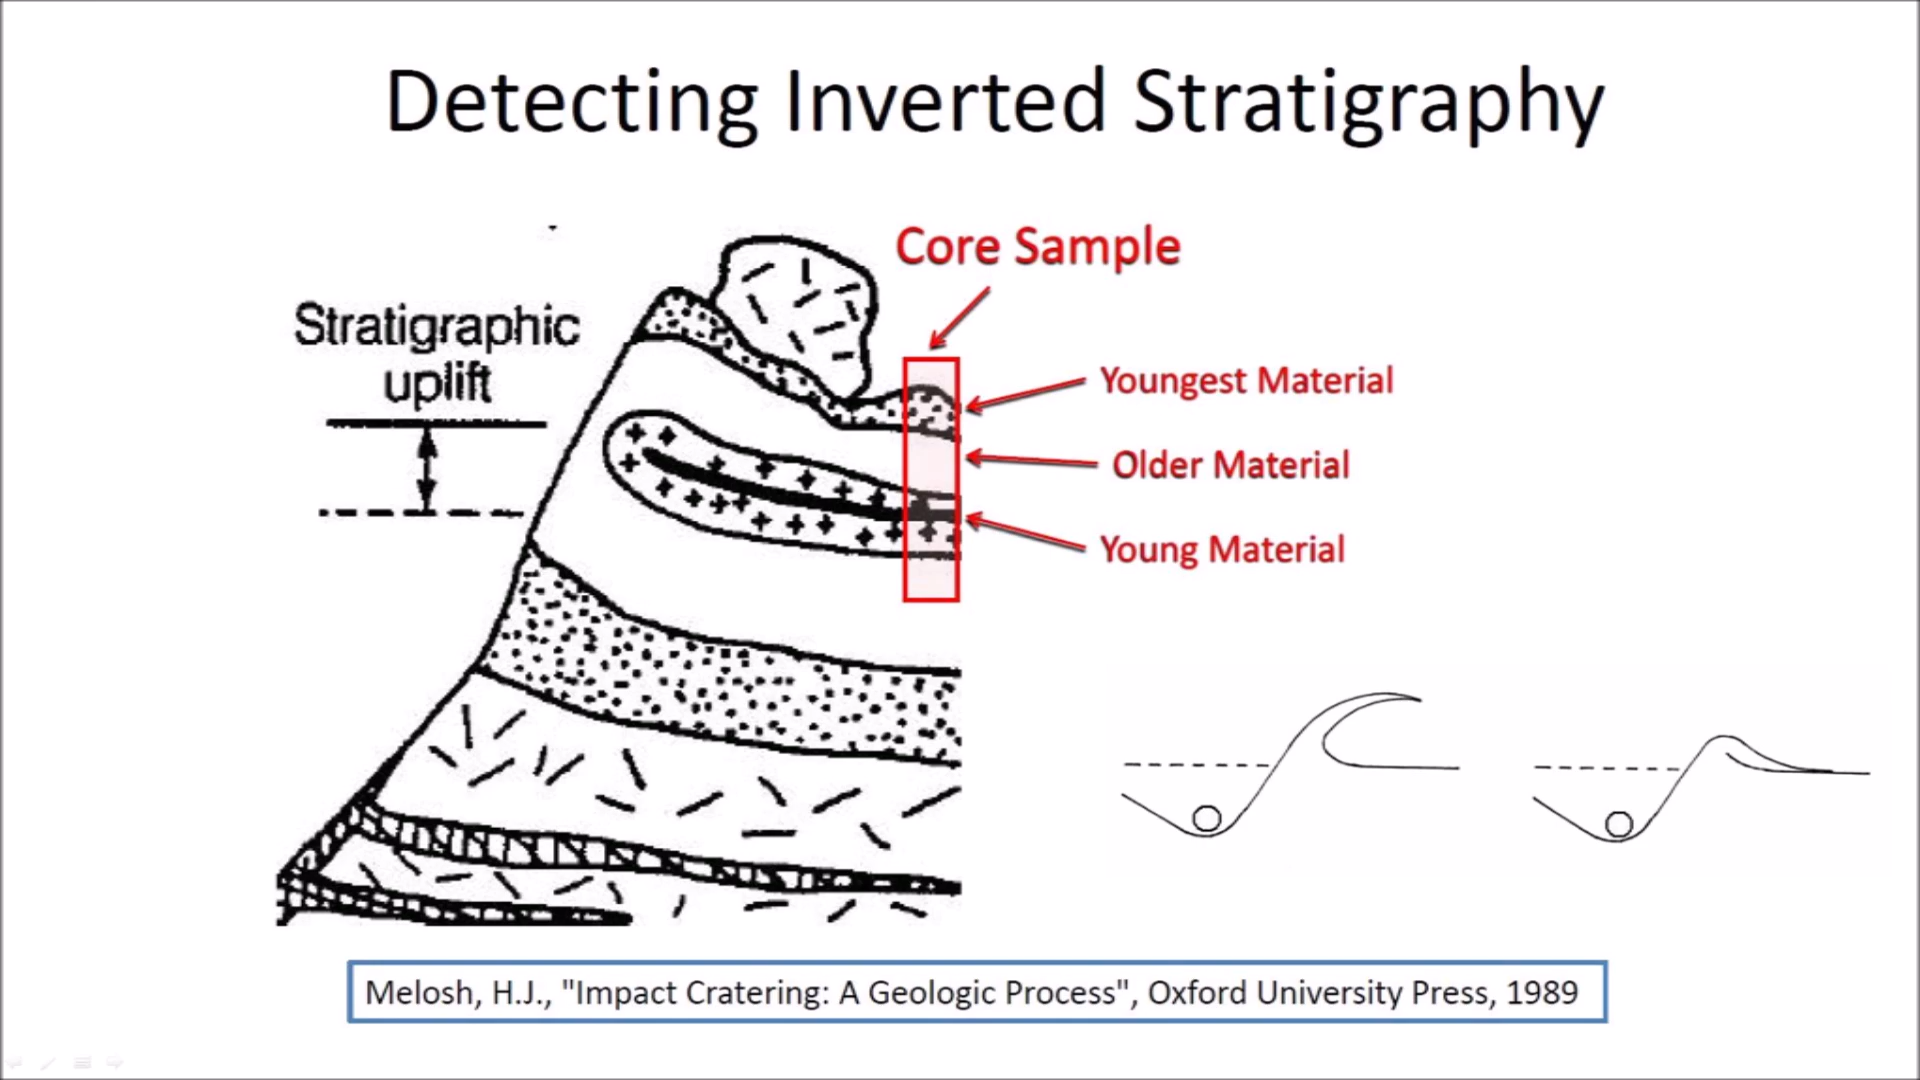 Detecting Inverted Stratigraphy
Core Sample
Stratigraphic
uplift
Youngest Material
Older Material
Young Material
Melosh, H.J., "Impact Cratering: A Geologic Process", Oxford University Press, 1989